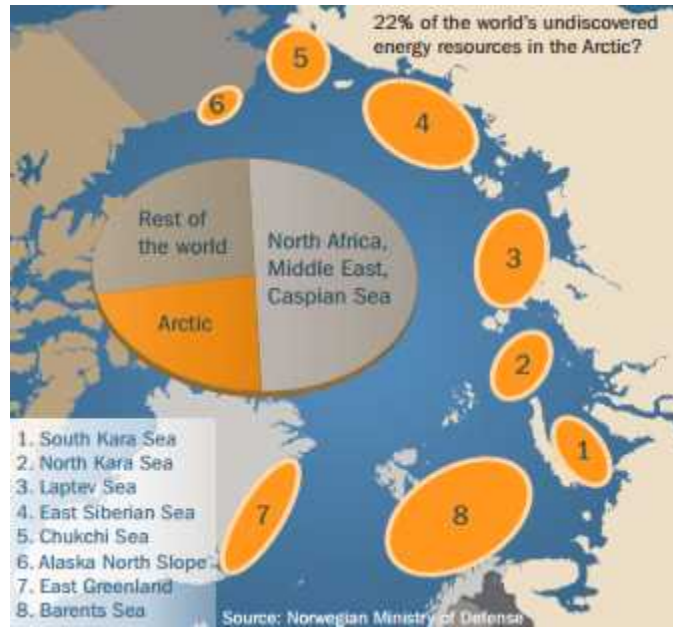 22% of the world's undiscovered
energy resources in the Arctic?
5
6
4
Rest of
the world
North Africa,
Middle East,
Caspian Sea
3
Arctic
2
1. South Kara Sea
2. North Kara Sea
3. Laptev Sea
4. East Siberian Sea
5. Chukchi Sea
6. Alaska North Slope
7. East Greenland
8. Barents Sea
1
7
8
Source: Norwegian Ministry of Defense